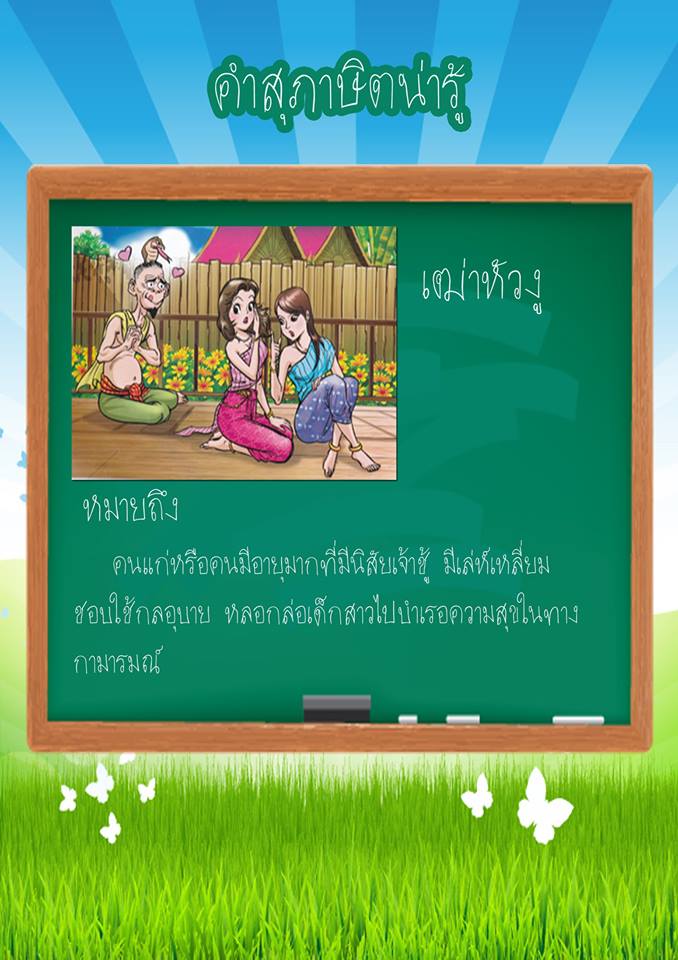 คำสุภาษิตน่ารู้
เฒ่าหัวงู
หมายถึง
คนแก่หรือคนมีอายุมากที่มีนิสัยเจ้าชู้ มีเล่ห์เหลี่ยม
ชอบใช้กลอุบาย หลอกล่อเด็กสาวไปบำเรอความสุขในทาง
กามารมณ์